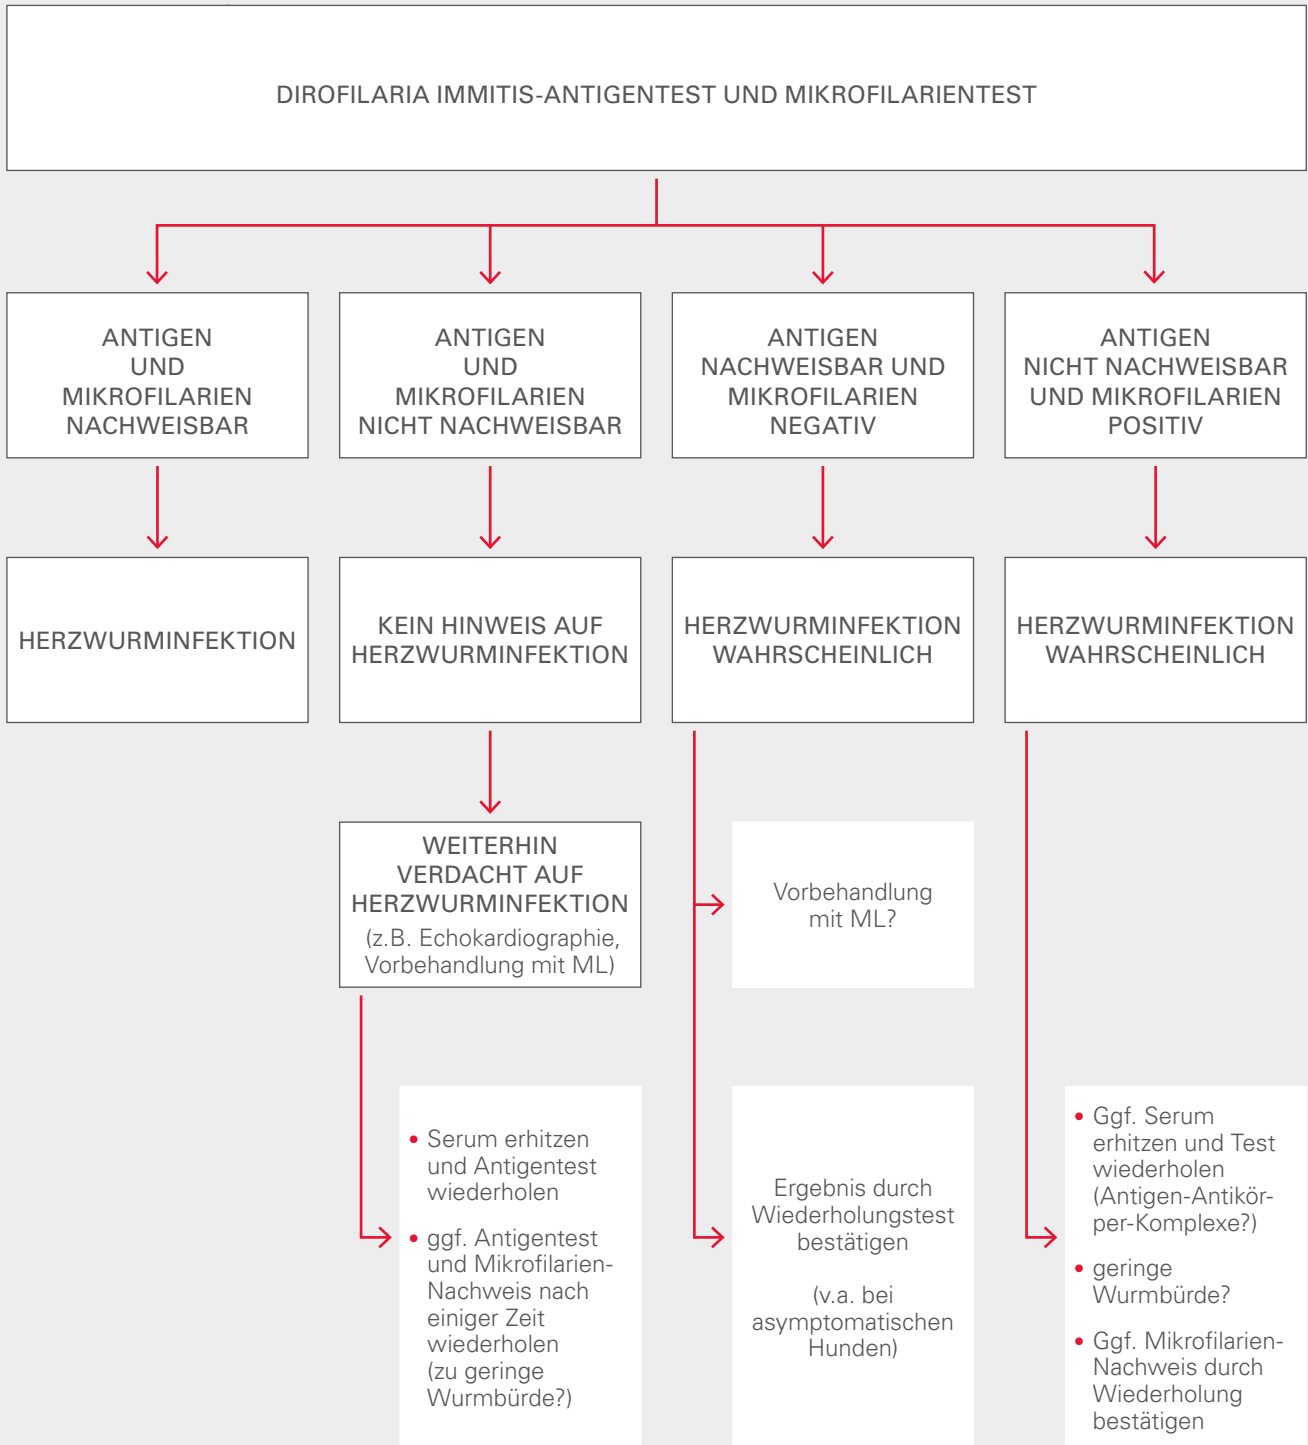 DIROFILARIA IMMITIS-ANTIGENTEST UND MIKROFILARIENTEST
ANTIGEN
UND
MIKROFILARIEN
NACHWEISBAR
ANTIGEN
UND
MIKROFILARIEN
NICHT NACHWEISBAR
ANTIGEN
NACHWEISBAR UND
MIKROFILARIEN
NEGATIV
ANTIGEN
NICHT NACHWEISBAR
UND MIKROFILARIEN
POSITIV
HERZWURMINFEKTION
KEIN HINWEIS AUF
HERZWURMINFEKTION
HERZWURMINFEKTION
WAHRSCHEINLICH
HERZWURMINFEKTION
WAHRSCHEINLICH
WEITERHIN
VERDACHT AUF
HERZWURMINFEKTION
(z.B. Echokardiographie,
Vorbehandlung mit ML)
Vorbehandlung
mit ML?
• Serum erhitzen
und Antigentest
wiederholen
• ggf. Antigentest
und Mikrofilarien-
Nachweis nach
einiger Zeit
wiederholen
(zu geringe
Wurmbürde?)
Ergebnis durch
Wiederholungstest
bestätigen
(v.a. bei
asymptomatischen
Hunden)
• Ggf. Serum
erhitzen und Test
wiederholen
(Antigen-Antikör-
per-Komplexe?)
• geringe
Wurmbürde?
• Ggf. Mikrofilarien-
Nachweis durch
Wiederholung
bestätigen